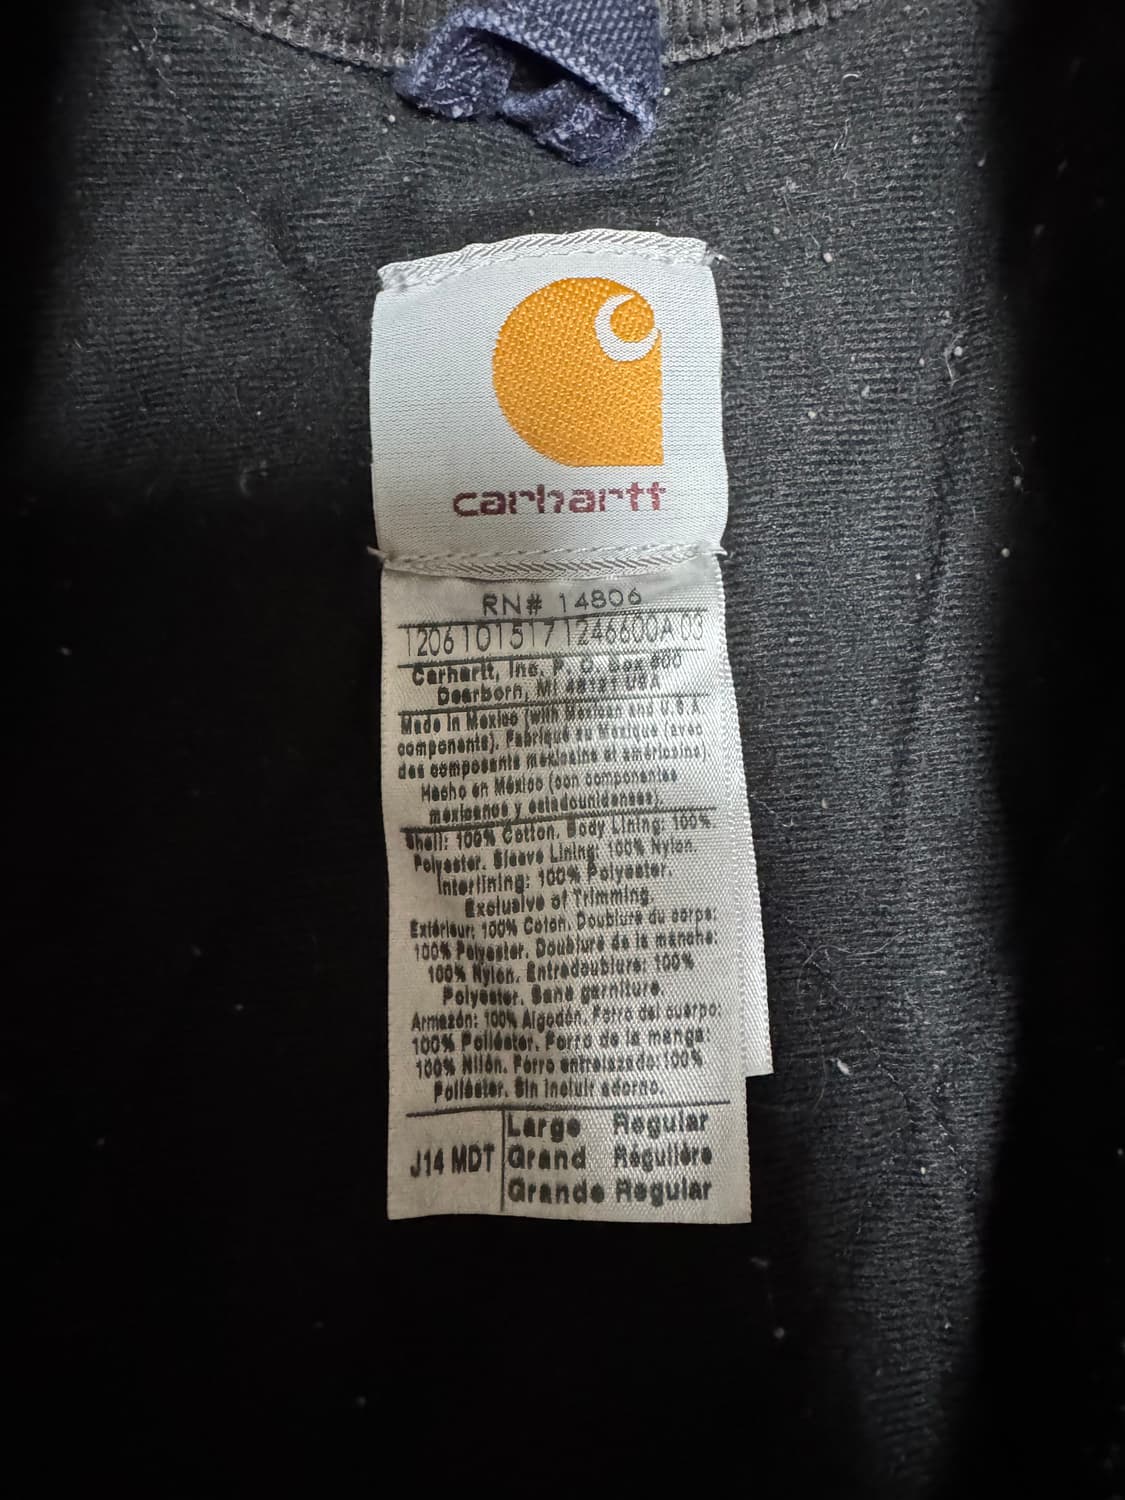 carhartt
RN# 14806
12061015171246600A 03
Carhartt, Inc. P. O. Box 600
Dearborn, MI 48121 USA
Made in Mexico (with Mexican and U.S.A
components). Fabriqué au Mexique (avec
des composants mexicains et américains)
Hecho en México (con componentes
mexicanos y estadounidenses).
Shell: 100% Cotton. Body Lining: 100%
Polyester. Sleeve Lining: 100% Nylon.
Interlining: 100% Polyester.
Exclusive of Trimming.
Extérieur: 100% Coton. Doublure du corps:
100% Polyester. Doublure de la manche:
100% Nylon. Entredoublure: 100%
Polyester. Sans garniture.
Armazón: 100% Algodón. Forro del cuerpo:
100% Poliéster. Forro de la manga:
100% Nilón. Forro entrelazado: 100%
Poliéster. Sin incluir adorno.
J14 MDT
Large Regular
Grand Régulière
Grande Regular